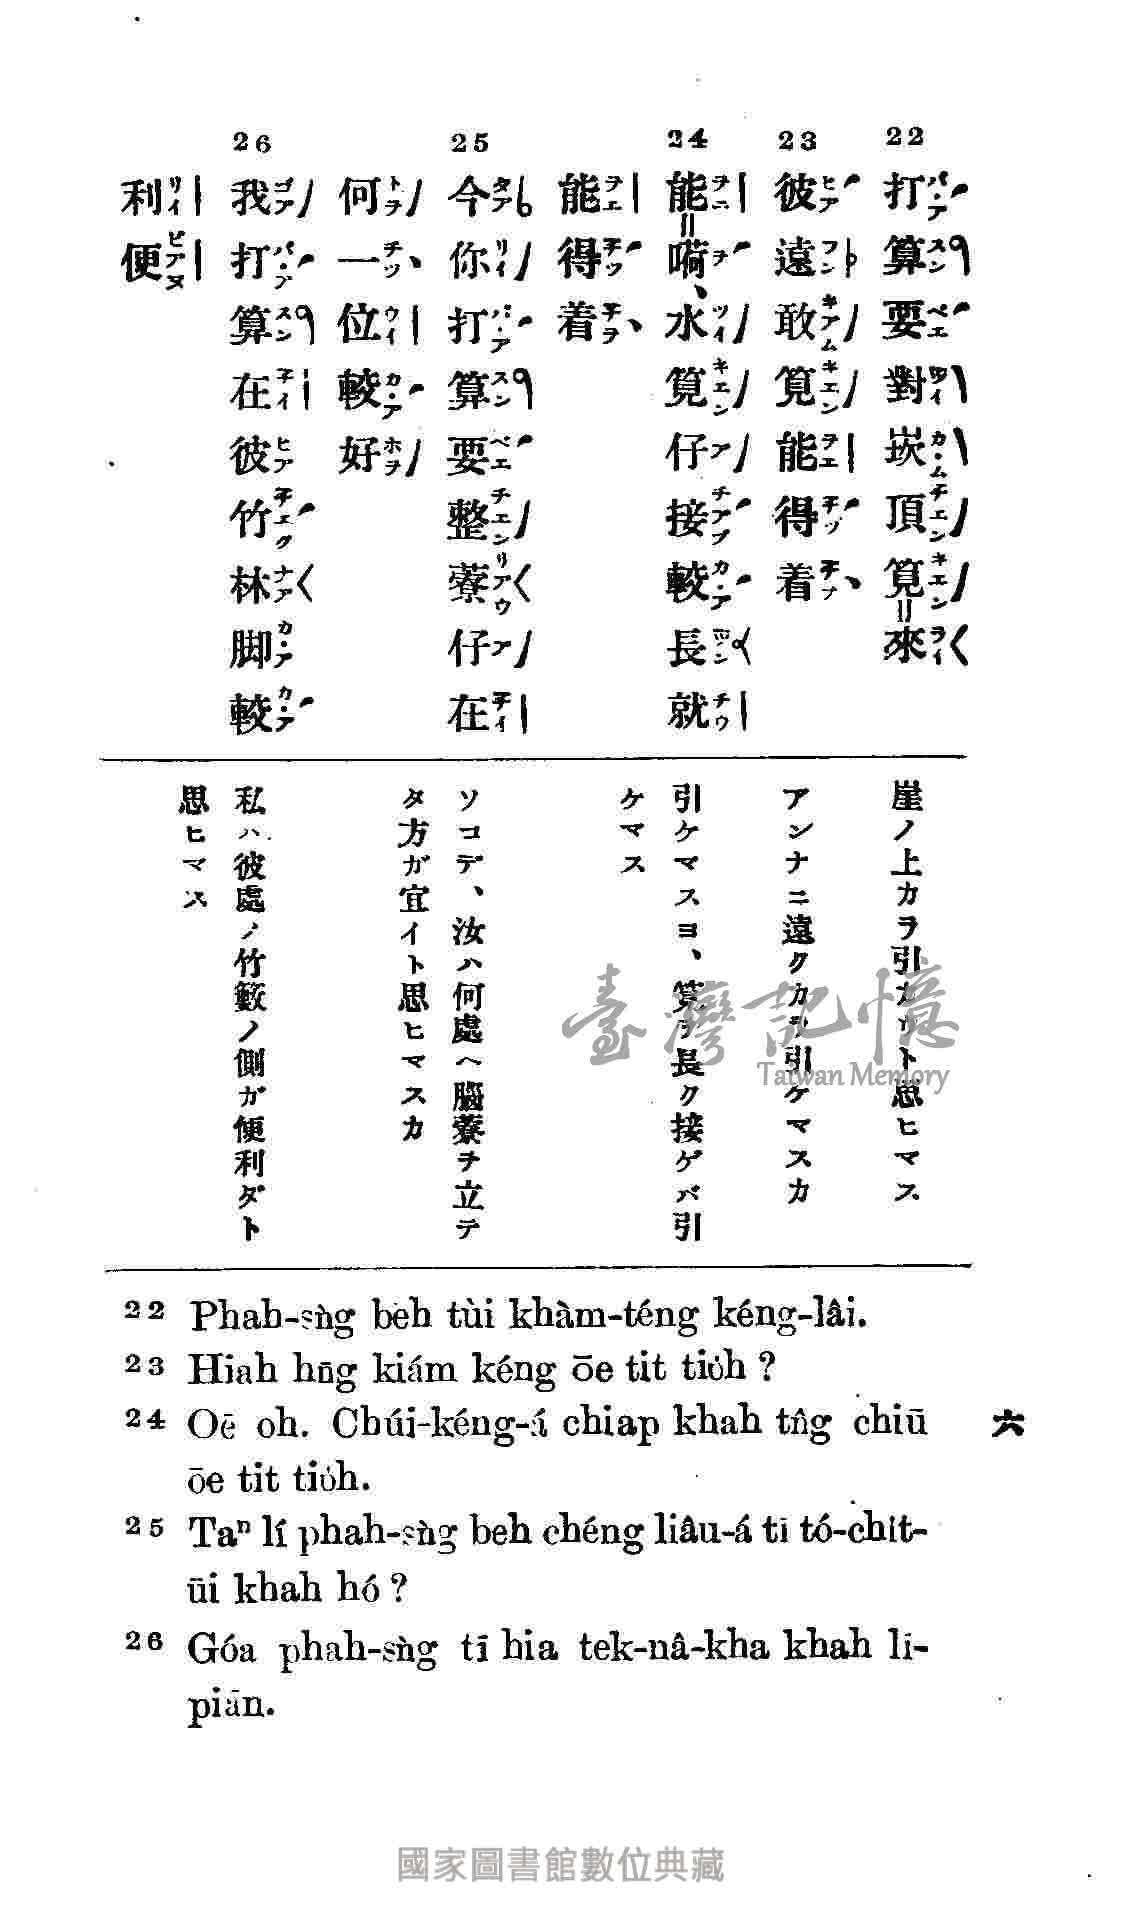 22
打算要對崁頂筧來
23
彼遠敢筧能得着
24
能嗬、水筧仔接較長就
能得着
25
今你打算要整藔仔在
何一位較好
26
我打算在彼竹林脚較
利便
崖ノ上カラ引カウト思ヒマス
アンナニ遠クカラ引ケマスカ
引ケマスヨ、筧ヲ長ク接ゲバ引
ケマス
ソコデ、汝ハ何處ヘ腦藔ヲ立テ
タ方ガ宜イト思ヒマスカ
私ハ彼處ノ竹籔ノ側ガ便利ダト
思ヒマス
22 Phah-sǹg beh tùi khàm-téng kéng-lâi.
23 Hiah hn̄g kiám kéng ōe tit tio̍h ?
24 Oē oh. Chúi-kéng-á chiap khah tn̂g chiū
ōe tit tio̍h.
25 Taⁿ lí phah-sǹg beh chéng liâu-á tī tó-chi̍t-
ūi khah hó ?
26 Góa phah-sǹg tī hia tek-nâ-kha khah lī-
piān.
六
臺灣記憶
Taiwan Memory
國家圖書館數位典藏